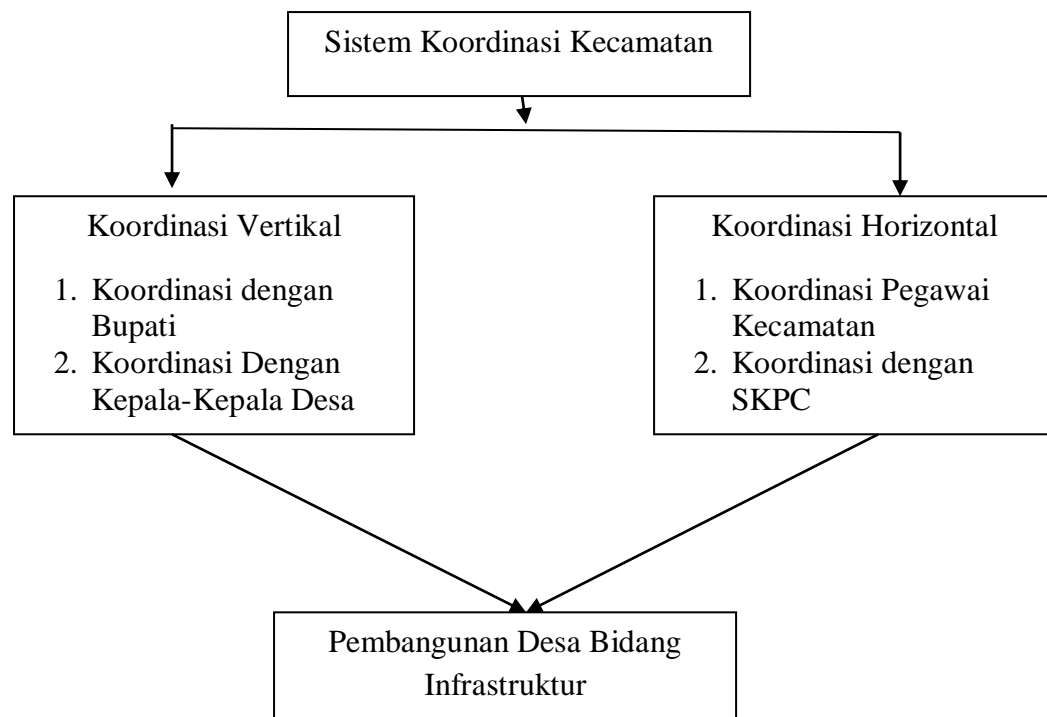 Sistem Koordinasi Kecamatan
Koordinasi Vertikal
1. Koordinasi dengan
Bupati
2. Koordinasi Dengan
Kepala-Kepala Desa
Koordinasi Horizontal
1. Koordinasi Pegawai
Kecamatan
2. Koordinasi dengan
SKPC
Pembangunan Desa Bidang
Infrastruktur